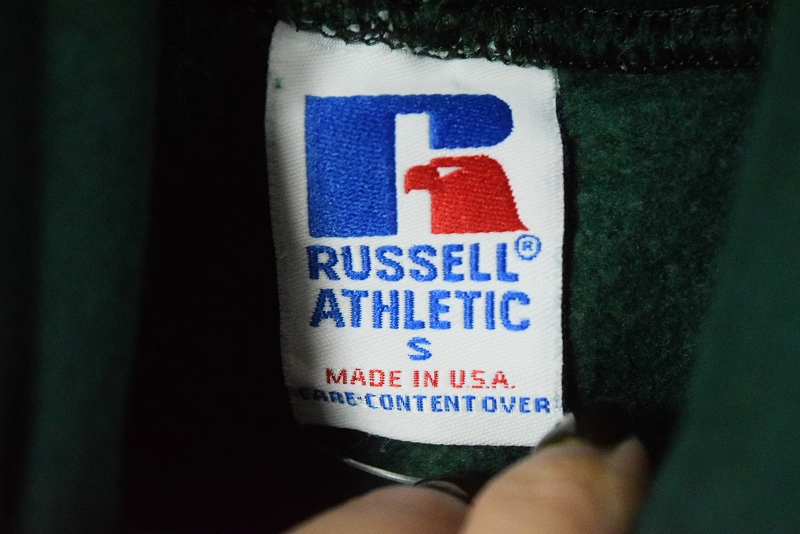 RUSSELL®
ATHLETIC
S
MADE IN U.S.A.
CARE-CONTENT OVER